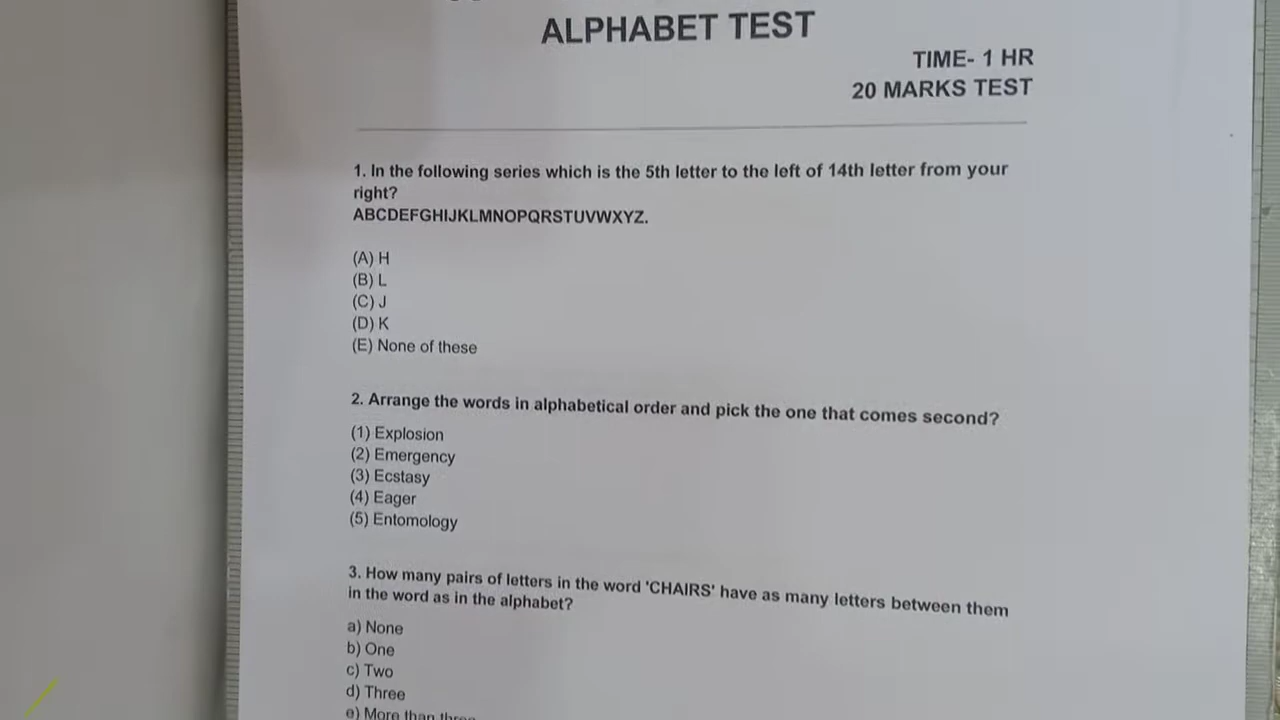 ALPHABET TEST
TIME- 1 HR
20 MARKS TEST
1. In the following series which is the 5th letter to the left of 14th letter from your
right?
ABCDEFGHIJKLMNOPQRSTUVWXYZ.
(A) H
(B) L
(C) J
(D) K
(E) None of these
2. Arrange the words in alphabetical order and pick the one that comes second?
(1) Explosion
(2) Emergency
(3) Ecstasy
(4) Eager
(5) Entomology
3. How many pairs of letters in the word 'CHAIRS' have as many letters between them
in the word as in the alphabet?
a) None
b) One
c) Two
d) Three
e) More than three